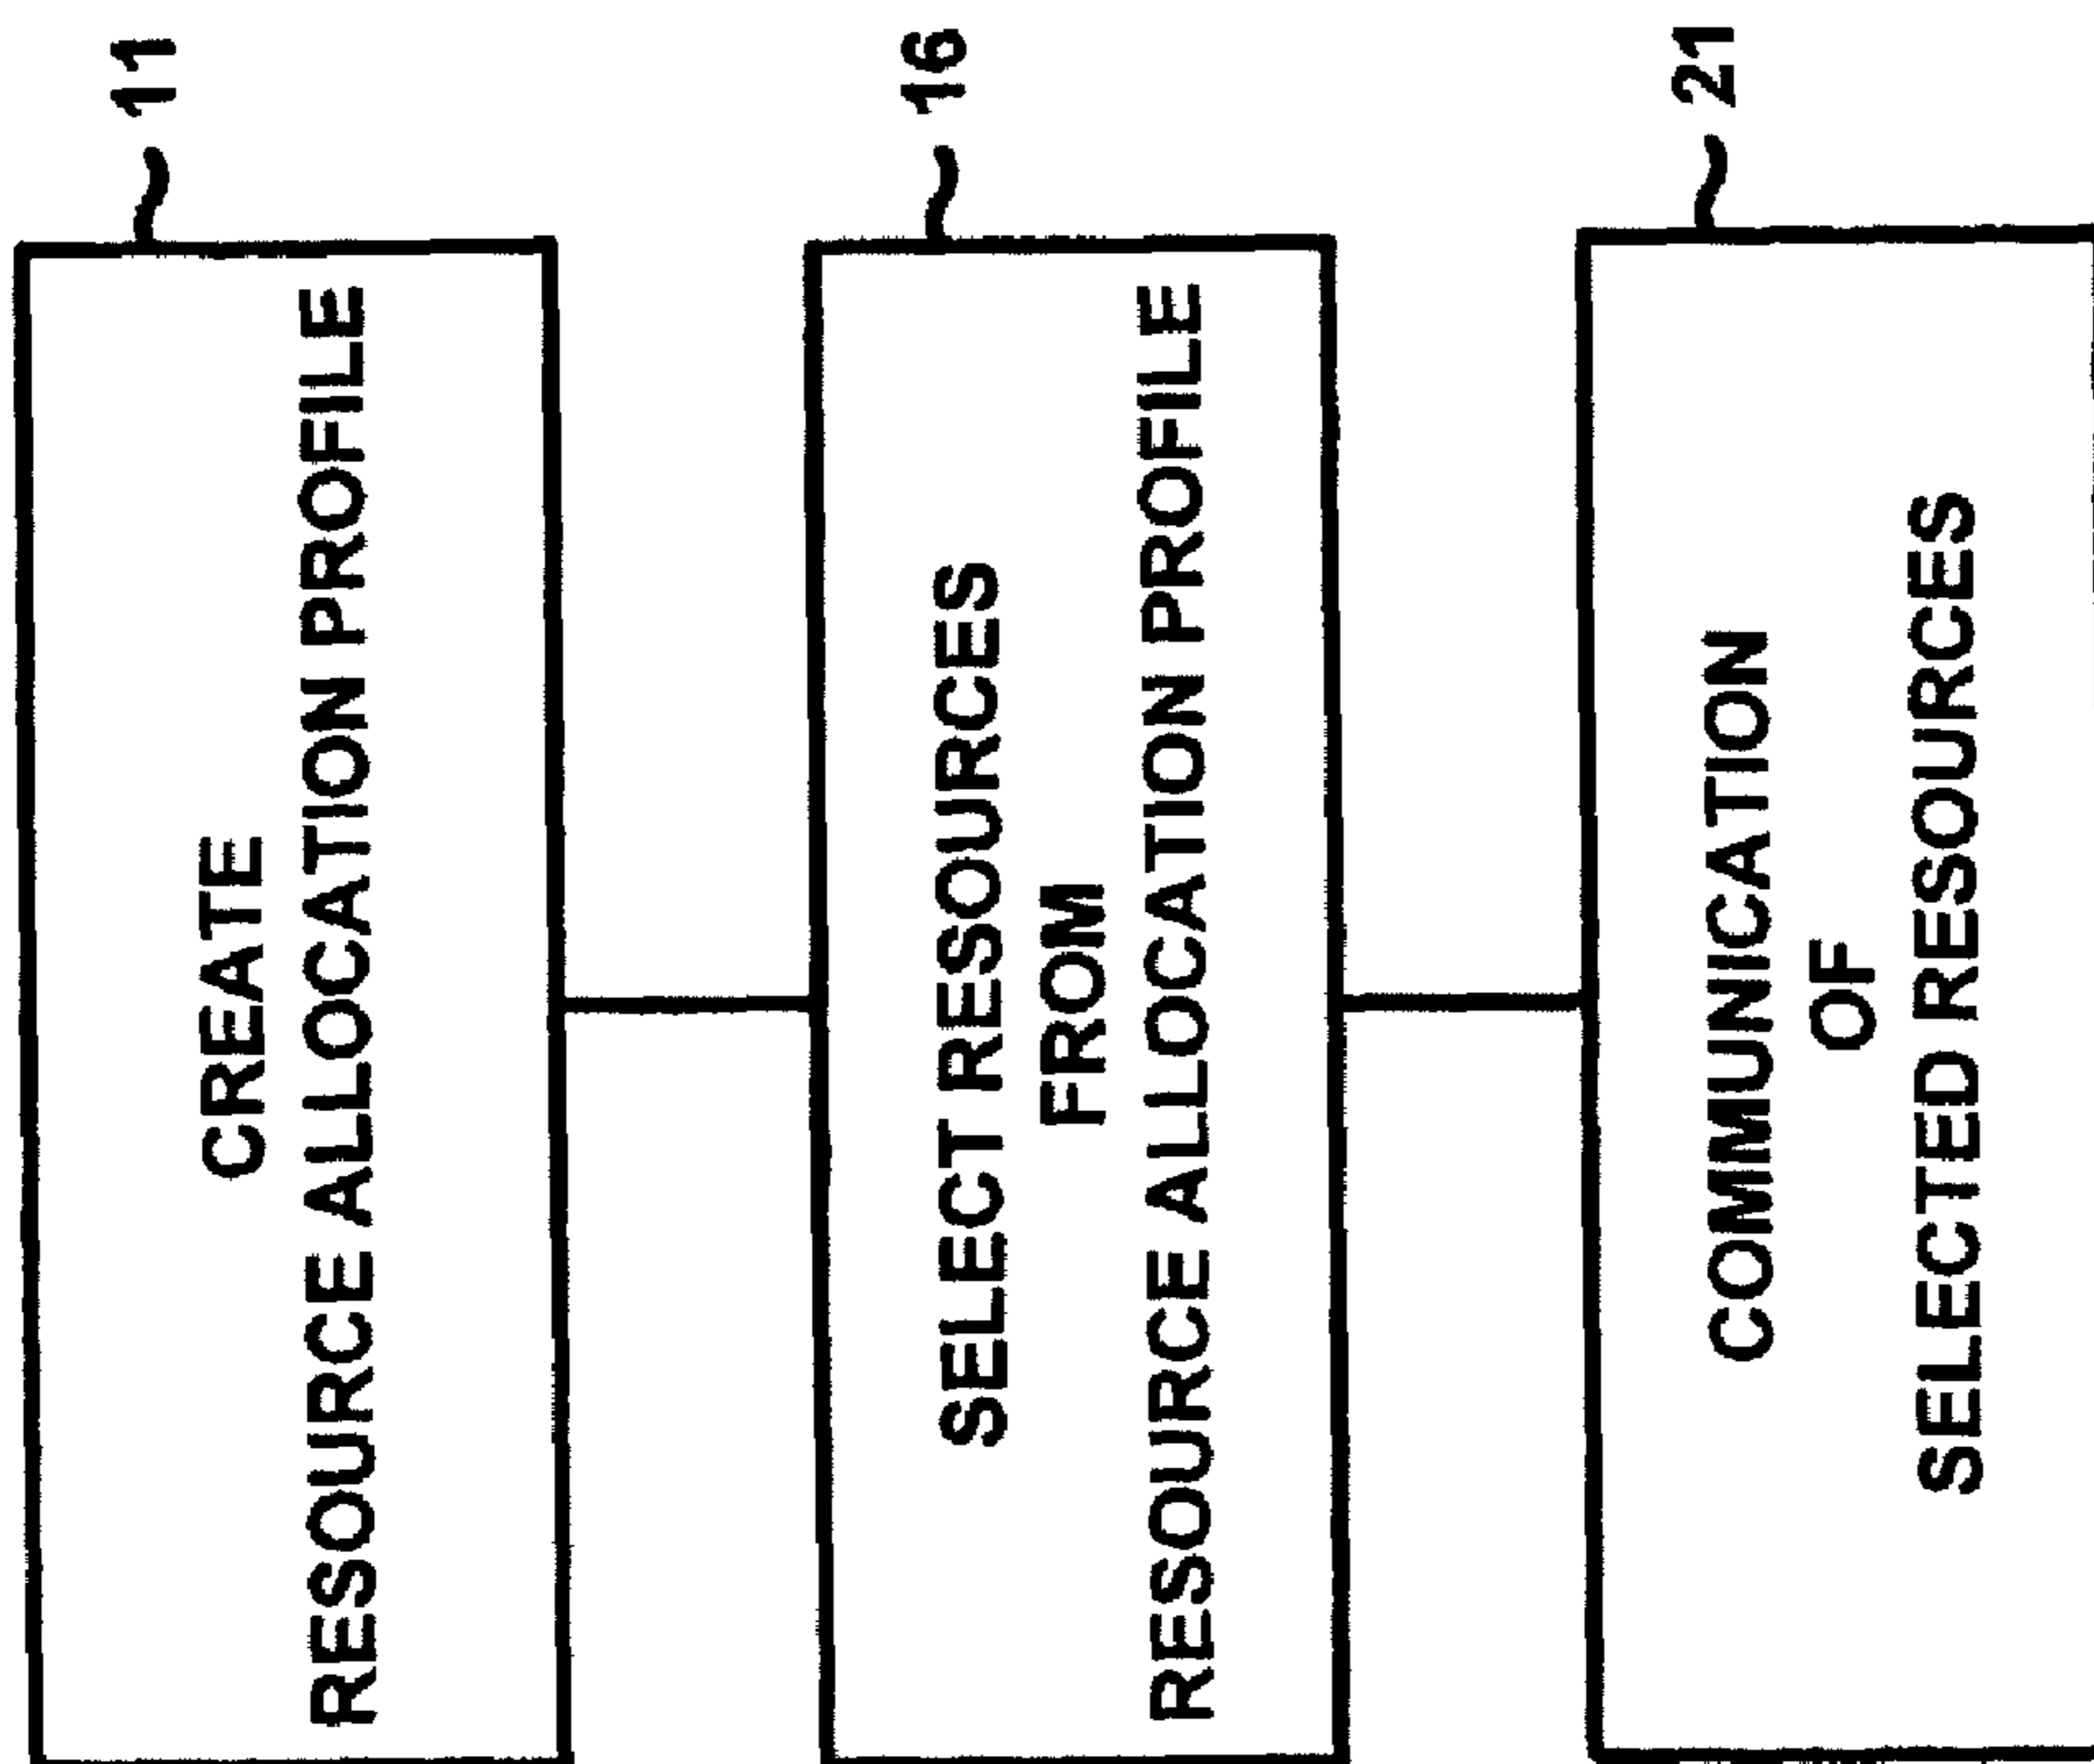 CREATE
RESOURCE ALLOCATION PROFILE
11
SELECT RESOURCES
FROM
RESOURCE ALLOCATION PROFILE
16
COMMUNICATION
OF
SELECTED RESOURCES
21